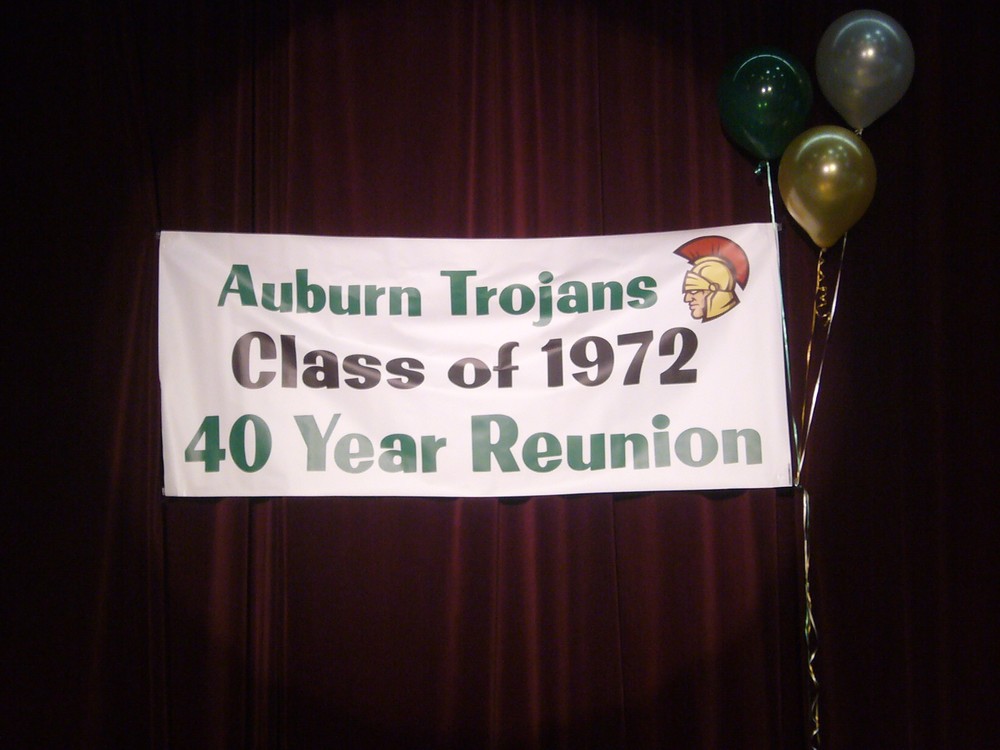 Auburn Trojans
Class of 1972
40 Year Reunion